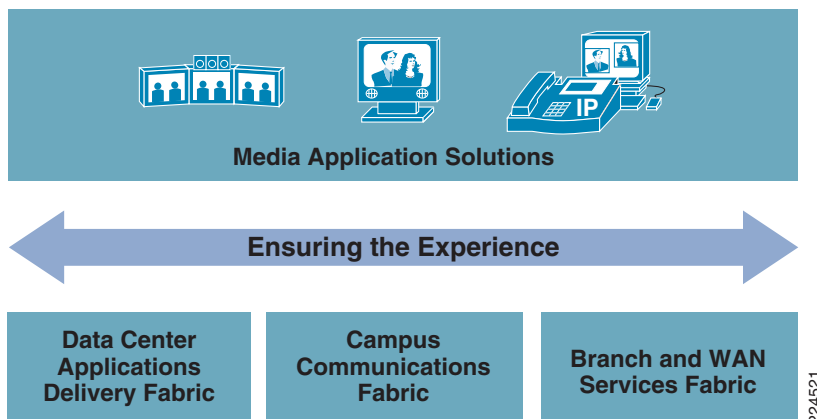 IP
Media Application Solutions
Ensuring the Experience
Data Center
Applications
Delivery Fabric
Campus
Communications
Fabric
Branch and WAN
Services Fabric
224521